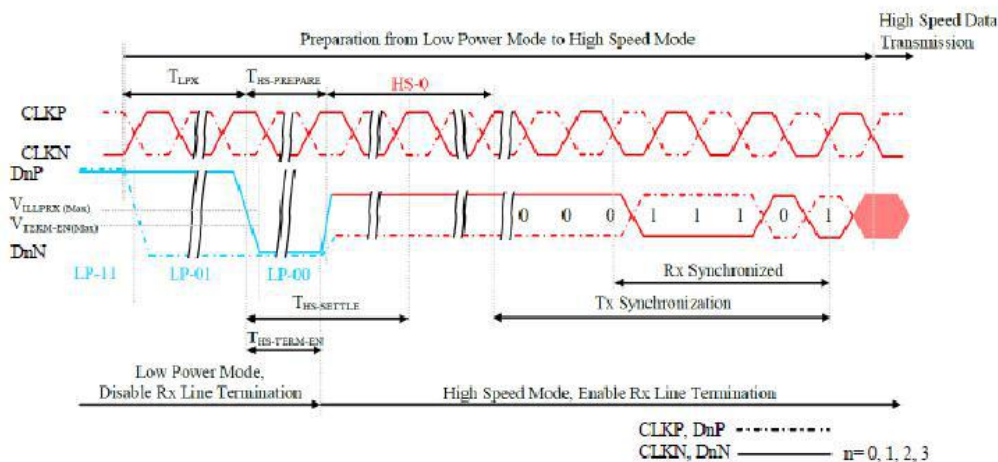 High Speed Data
Transmission
Preparation from Low Power Mode to High Speed Mode
TLPX
THS-PREPARE
HS-0
CLKP
CLKN
DnP
VILLPRX (Max)
VTERM-EN(Max)
DnN
0 0 0 1 1 1 0 1
LP-11
LP-01
LP-00
Rx Synchronized
THS-SETTLE
Tx Synchronization
THS-TERM-EN
Low Power Mode,
Disable Rx Line Termination
High Speed Mode, Enable Rx Line Termination
CLKP, DnP
CLKN, DnN
n= 0, 1, 2, 3